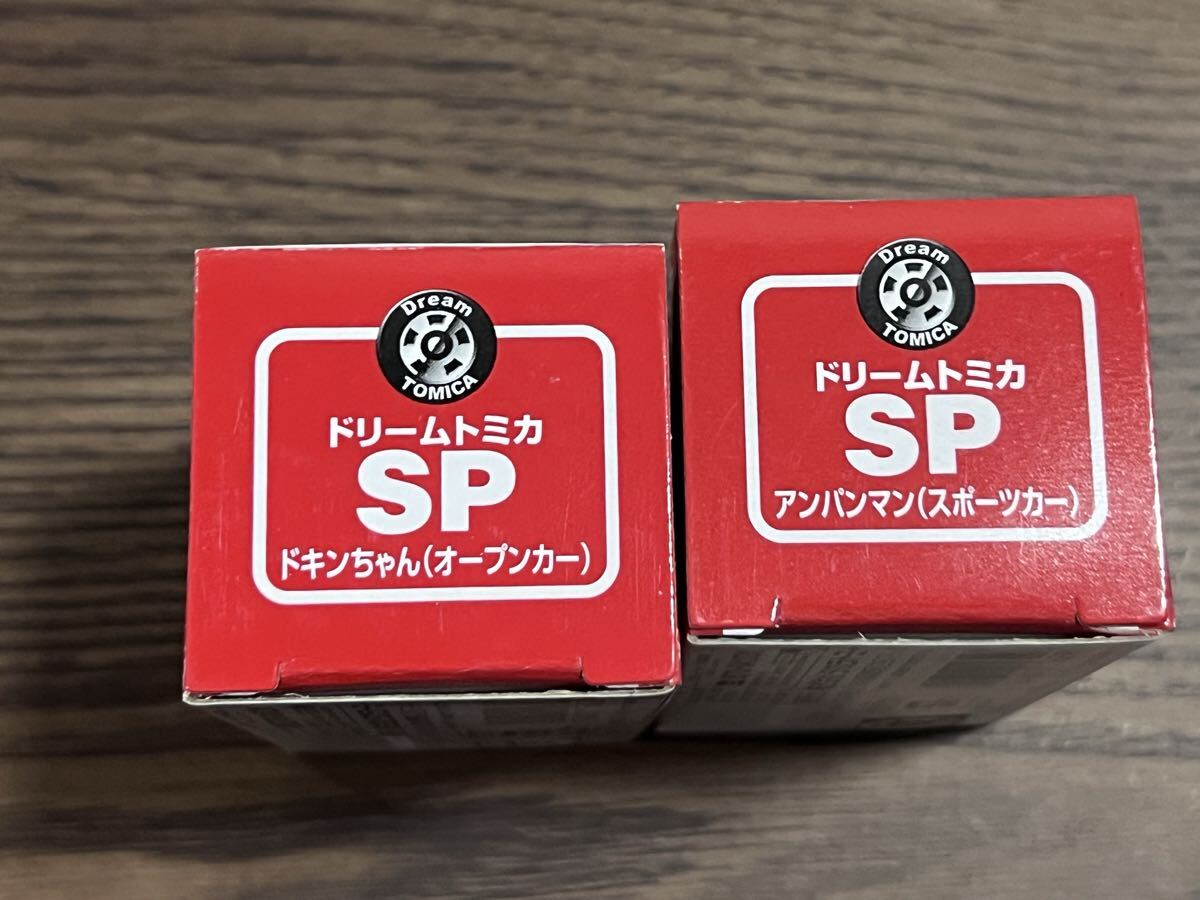 Dream
TOMICA
ドリームトミカ
SP
ドキンちゃん(オープンカー)
Dream
TOMICA
ドリームトミカ
SP
アンパンマン(スポーツカー)